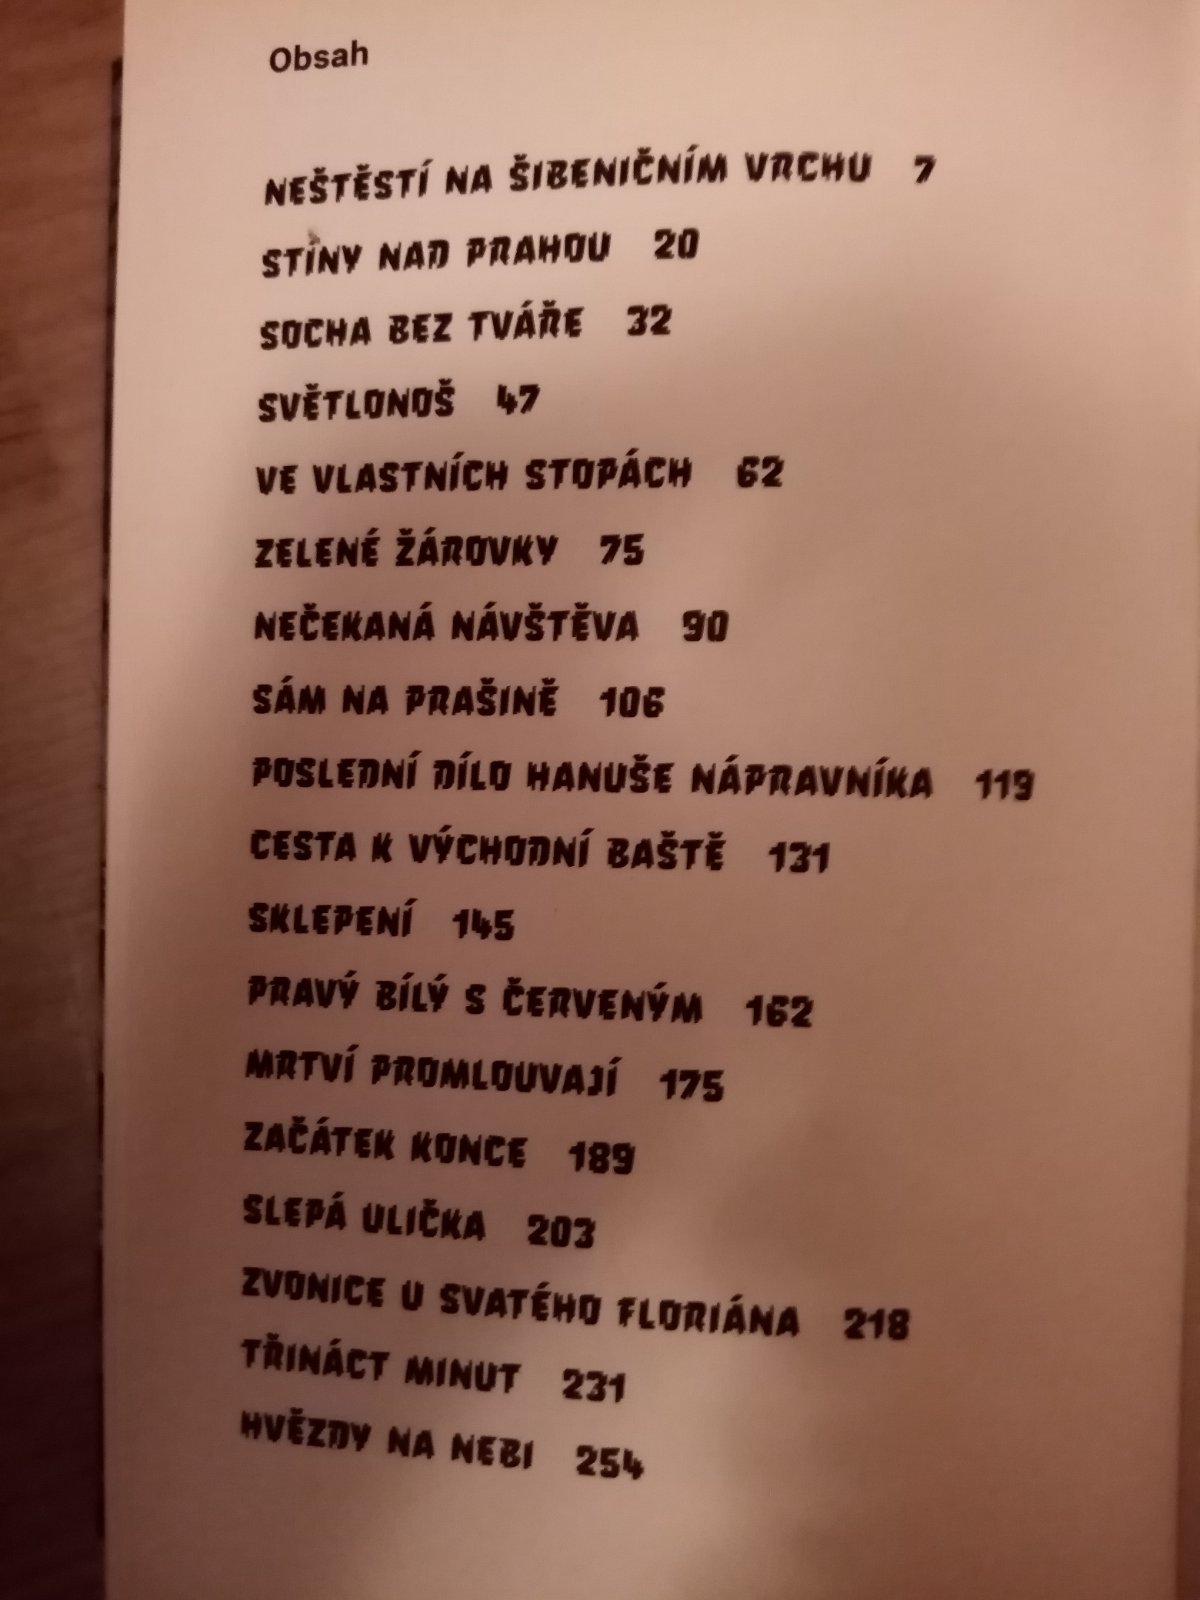 Obsah
NEŠTĚSTÍ NA ŠIBENIČNÍM VRCHU 7
STÍNY NAD PRAHOU 20
SOCHA BEZ TVÁŘE 32
SVĚTLONOŠ 47
VE VLASTNÍCH STOPÁCH 62
ZELENÉ ŽÁROVKY 75
NEČEKANÁ NÁVŠTĚVA 90
SÁM NA PRAŠINĚ 106
POSLEDNÍ DÍLO HANUŠE NÁPRAVNÍKA 119
CESTA K VÝCHODNÍ BAŠTĚ 131
SKLEPENÍ 145
PRAVÝ BÍLÝ S ČERVENÝM 162
MRTVÍ PROMLOUVAJÍ 175
ZAČÁTEK KONCE 189
SLEPÁ ULIČKA 203
ZVONICE U SVATÉHO FLORIÁNA 218
TŘINÁCT MINUT 231
HVĚZDY NA NEBI 254